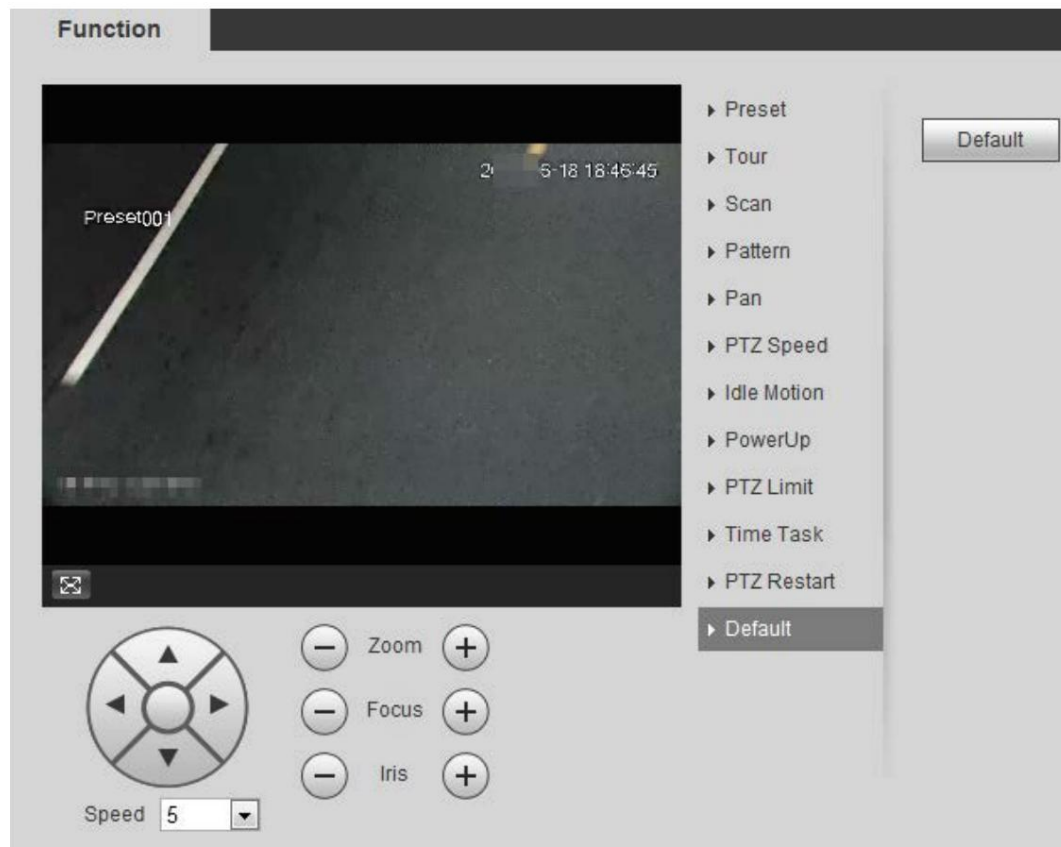 Function
Preset001
5-18 18:46:45
Preset
Tour
Scan
Pattern
Pan
PTZ Speed
Idle Motion
PowerUp
PTZ Limit
Time Task
PTZ Restart
Default
Default
Zoom
Focus
Iris
Speed 5